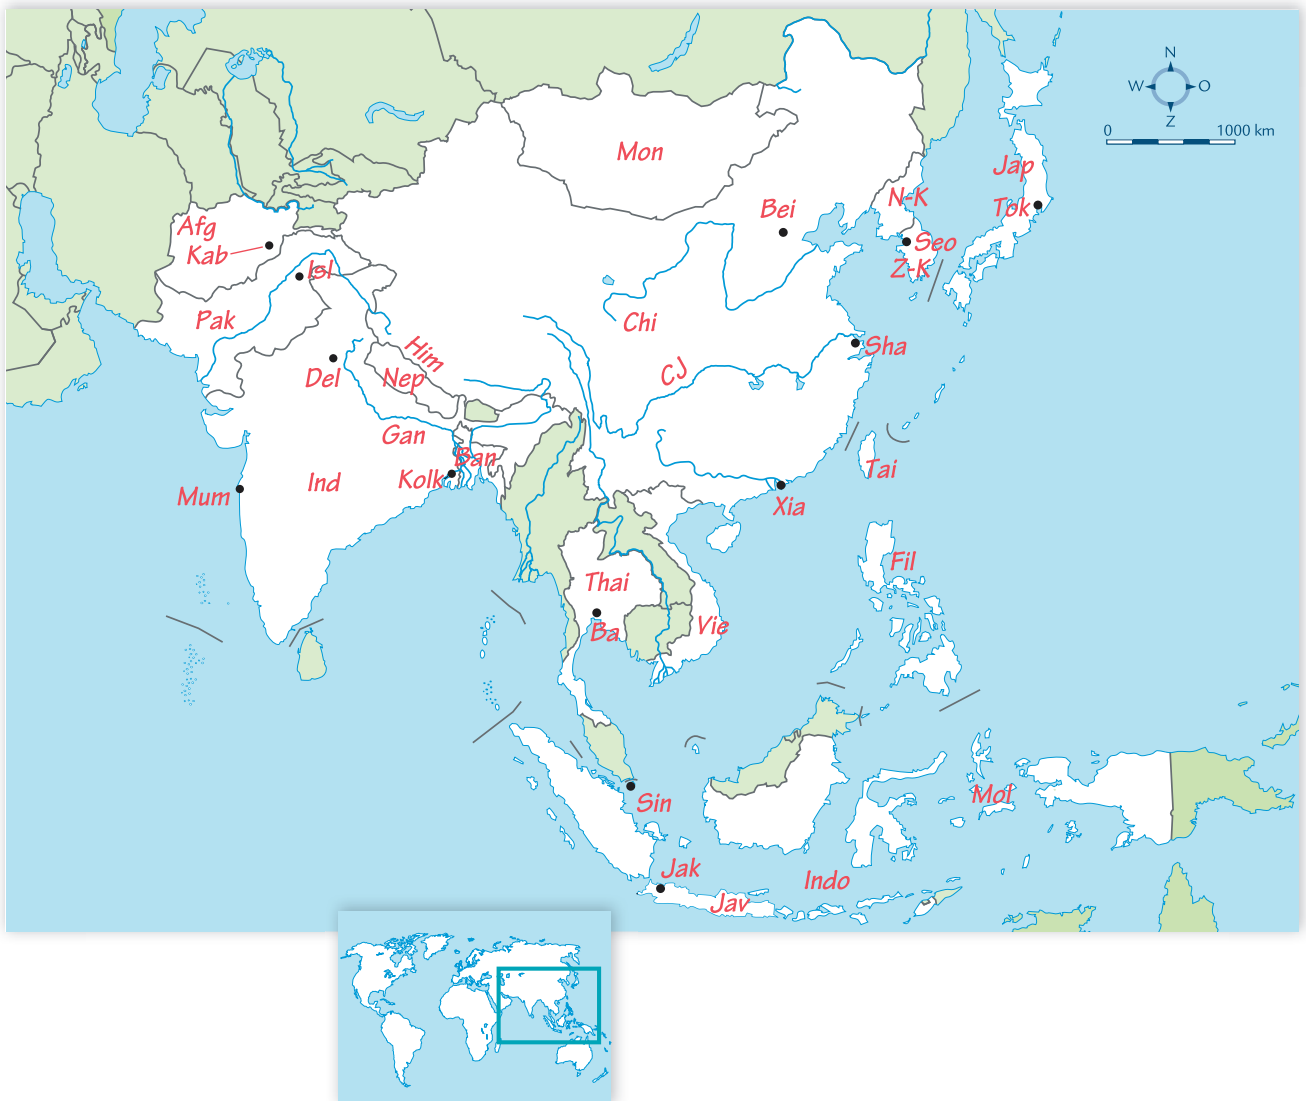 N
W
O
Z
0
1000 km
Mon
Jap
Tok
N-K
Bei
Seo
Z-K
Afg
Kab
Isl
Pak
Chi
Him
Sha
Del
Nep
CJ
Gan
Ban
Kolk
Ind
Mum
Tai
Xia
Fil
Thai
Ba
Vie
Sin
Mol
Jak
Indo
Jav